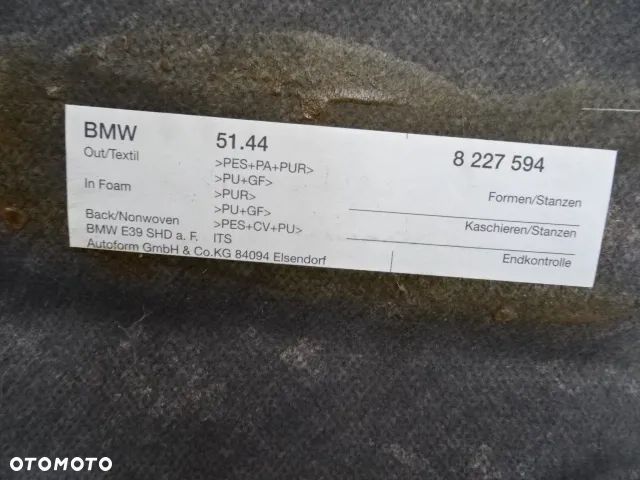 BMW 51.44 8 227 594
Out/Textil >PES+PA+PUR>
>PU+GF> Formen/Stanzen
In Foam >PUR>
>PU+GF> Kaschieren/Stanzen
Back/Nonwoven >PES+CV+PU>
BMW E39 SHD a. F. ITS Endkontrolle
Autoform GmbH & Co.KG 84094 Elsendorf
OTOMOTO